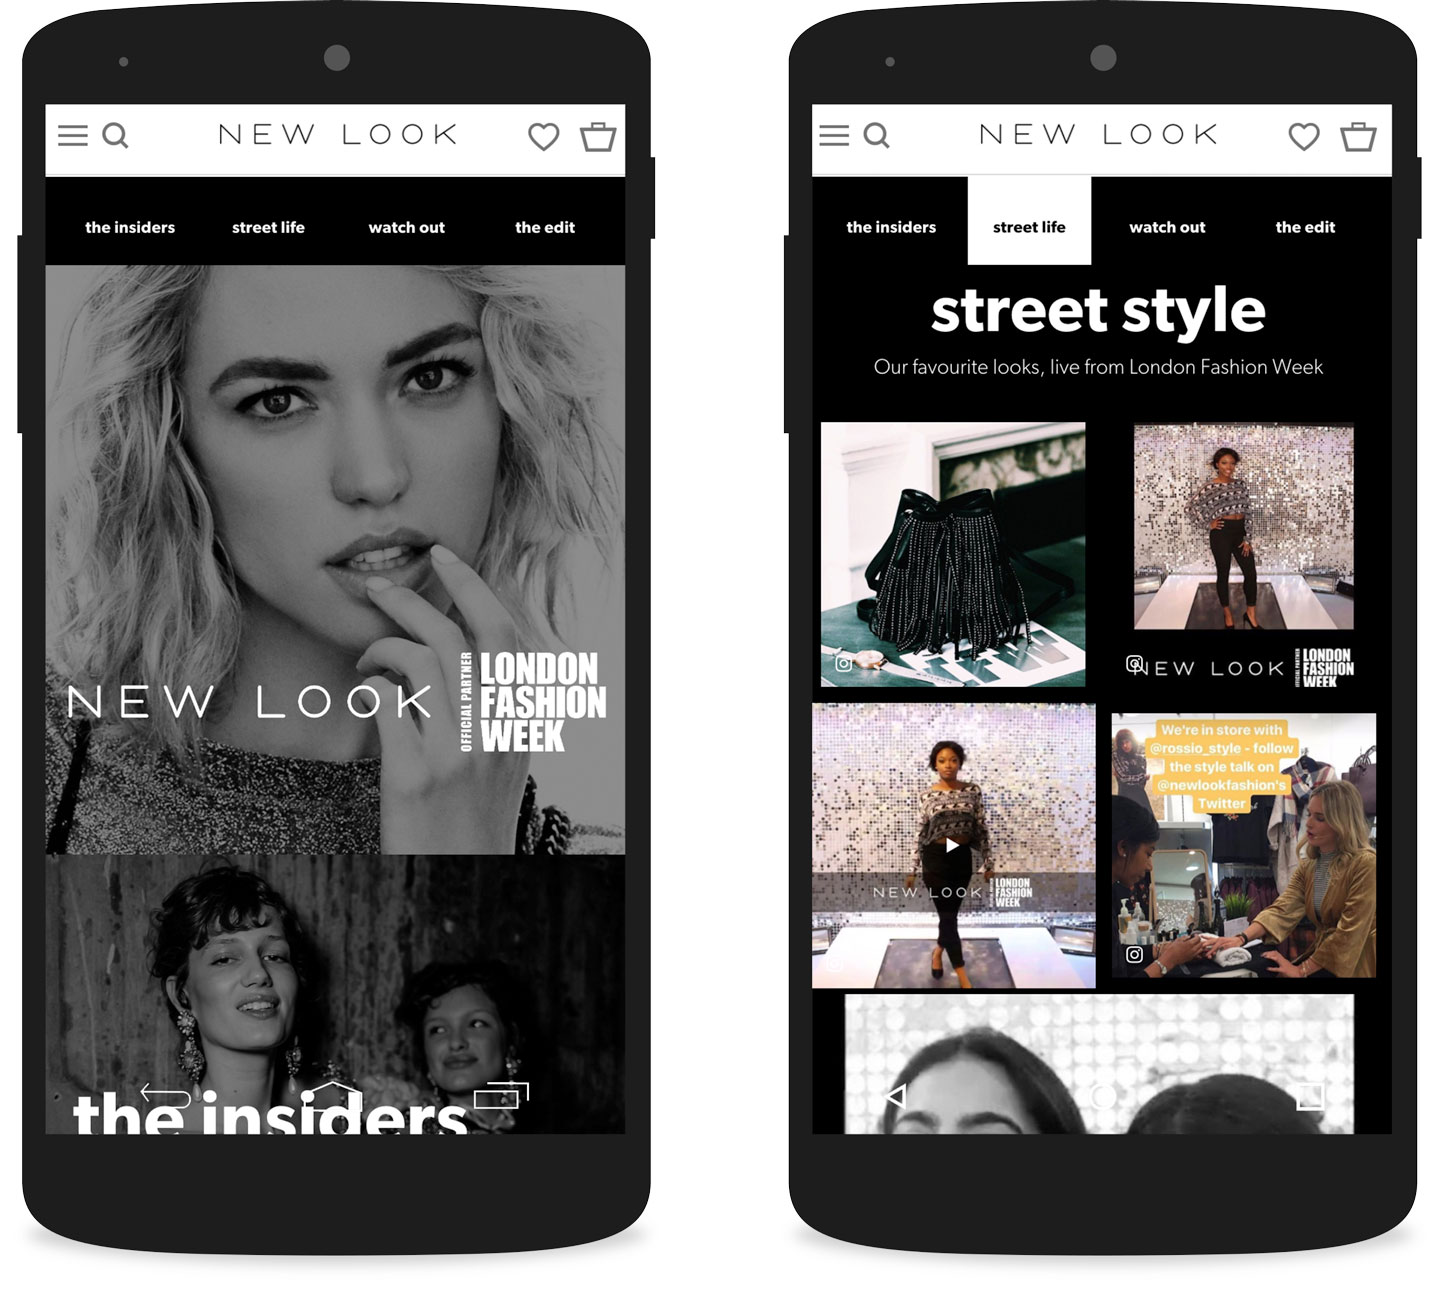 NEW LOOK
the insiders street life watch out the edit
NEW LOOK
OFFICIAL PARTNER
LONDON
FASHION
WEEK
the insiders
NEW LOOK
the insiders street life watch out the edit
street style
Our favourite looks, live from London Fashion Week
NEW LOOK
OFFICIAL PARTNER
LONDON
FASHION
WEEK
NEW LOOK
LONDON
FASHION
WEEK
We're in store with
@rossio_style - follow
the style talk on
@newlookfashion's
Twitter